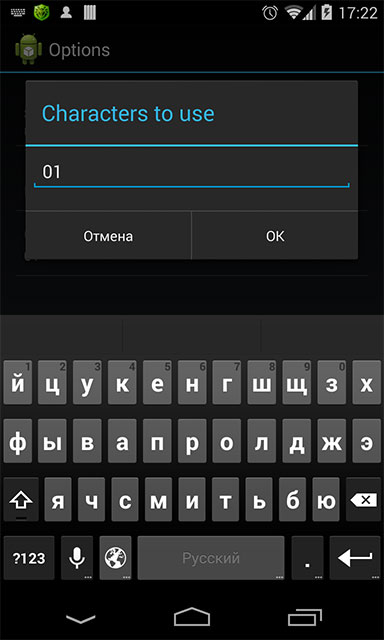 17:22
Options
Characters to use
01
Отмена OK
1 2 3 4 5 6 7 8 9 0
й ц у к е н г ш щ з х
ф ы в а п р о л д ж э
я ч с м и т ь б ю
?123 Русский .